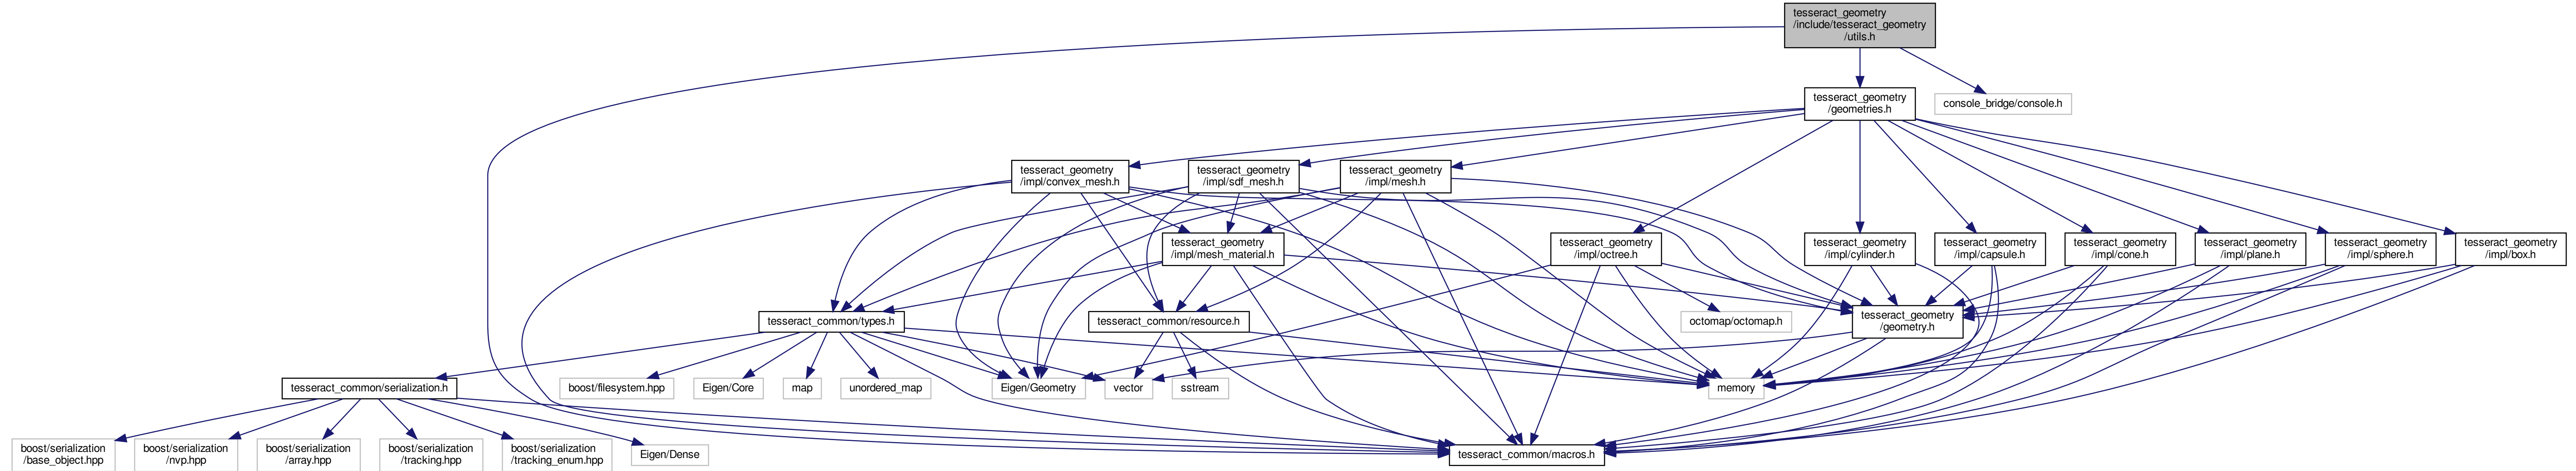 tesseract_geometry
/include/tesseract_geometry
/utils.h
tesseract_geometry
/geometries.h
console_bridge/console.h
tesseract_geometry
/impl/convex_mesh.h
tesseract_geometry
/impl/sdf_mesh.h
tesseract_geometry
/impl/mesh.h
tesseract_geometry
/impl/mesh_material.h
tesseract_geometry
/impl/octree.h
tesseract_geometry
/impl/cylinder.h
tesseract_geometry
/impl/capsule.h
tesseract_geometry
/impl/cone.h
tesseract_geometry
/impl/plane.h
tesseract_geometry
/impl/sphere.h
tesseract_geometry
/impl/box.h
tesseract_common/types.h
tesseract_common/resource.h
octomap/octomap.h
tesseract_geometry
/geometry.h
tesseract_common/serialization.h
boost/filesystem.hpp
Eigen/Core
map
unordered_map
Eigen/Geometry
vector
sstream
memory
boost/serialization
/base_object.hpp
boost/serialization
/nvp.hpp
boost/serialization
/array.hpp
boost/serialization
/tracking.hpp
boost/serialization
/tracking_enum.hpp
Eigen/Dense
tesseract_common/macros.h